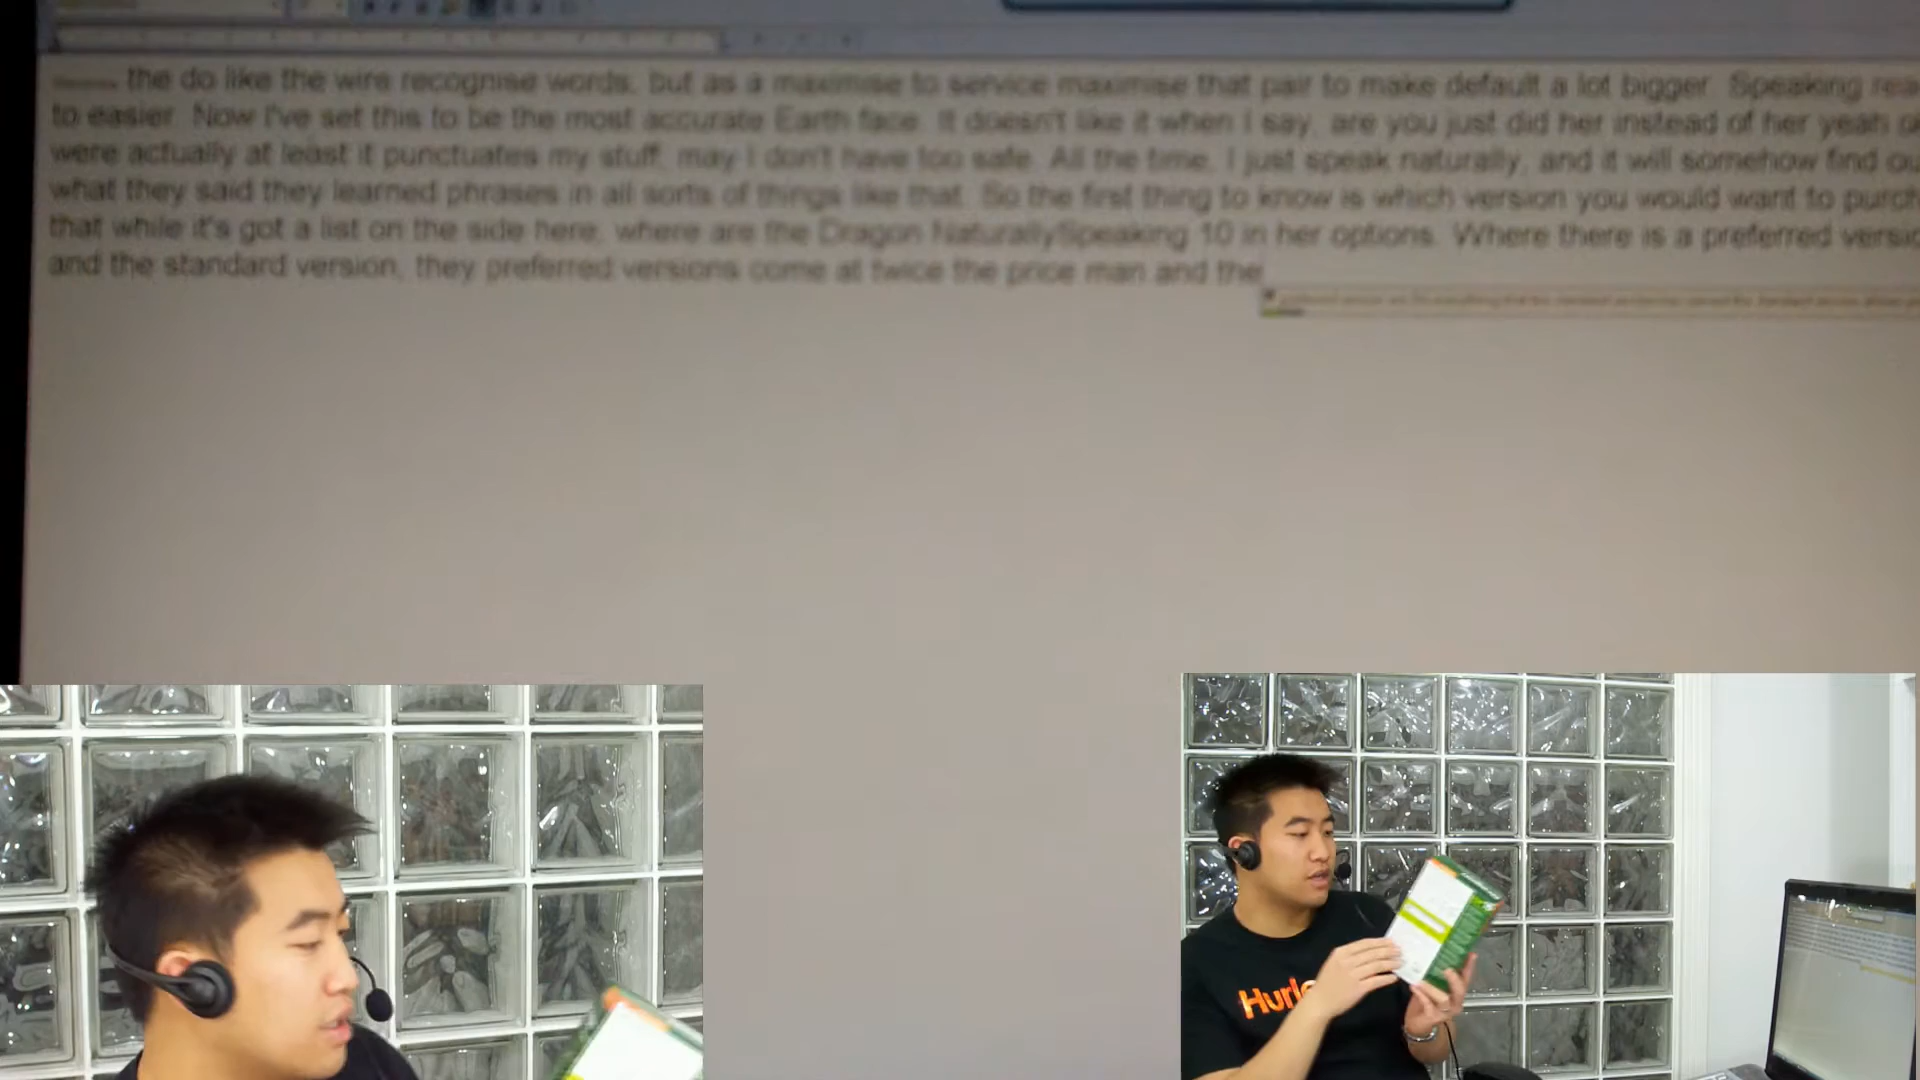 the do like the wire recognise words, but as a maximise to service maximise that pair to make default a lot bigger. Speaking rea
to easier. Now I've set this to be the most accurate Earth face. It doesn't like it when I say, are you just did her instead of her yeah o
were actually at least it punctuates my stuff, may I don't have too safe. All the time, I just speak naturally, and it will somehow find ou
what they said they learned phrases in all sorts of things like that. So the first thing to know is which version you would want to purch
that while it's got a list on the side here, where are the Dragon NaturallySpeaking 10 in her options. Where there is a preferred versio
and the standard version, they preferred versions come at twice the price man and the
Hurle